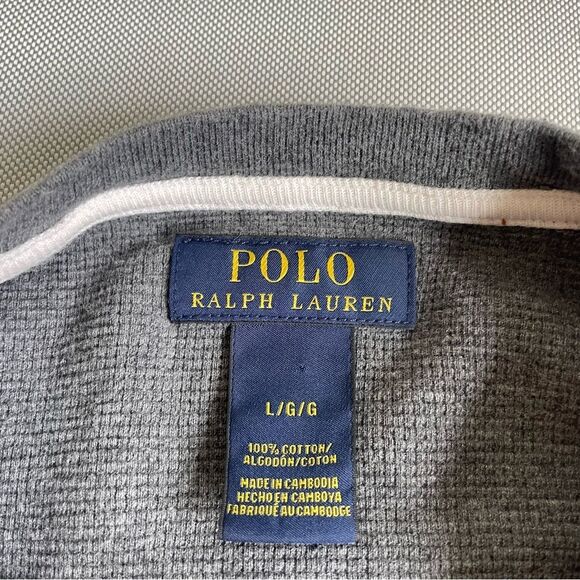 POLO
RALPH LAUREN
L/G/G
100% COTTON/
ALGODÓN/COTON
MADE IN CAMBODIA
HECHO EN CAMBOYA
FABRIQUÉ AU CAMBODGE